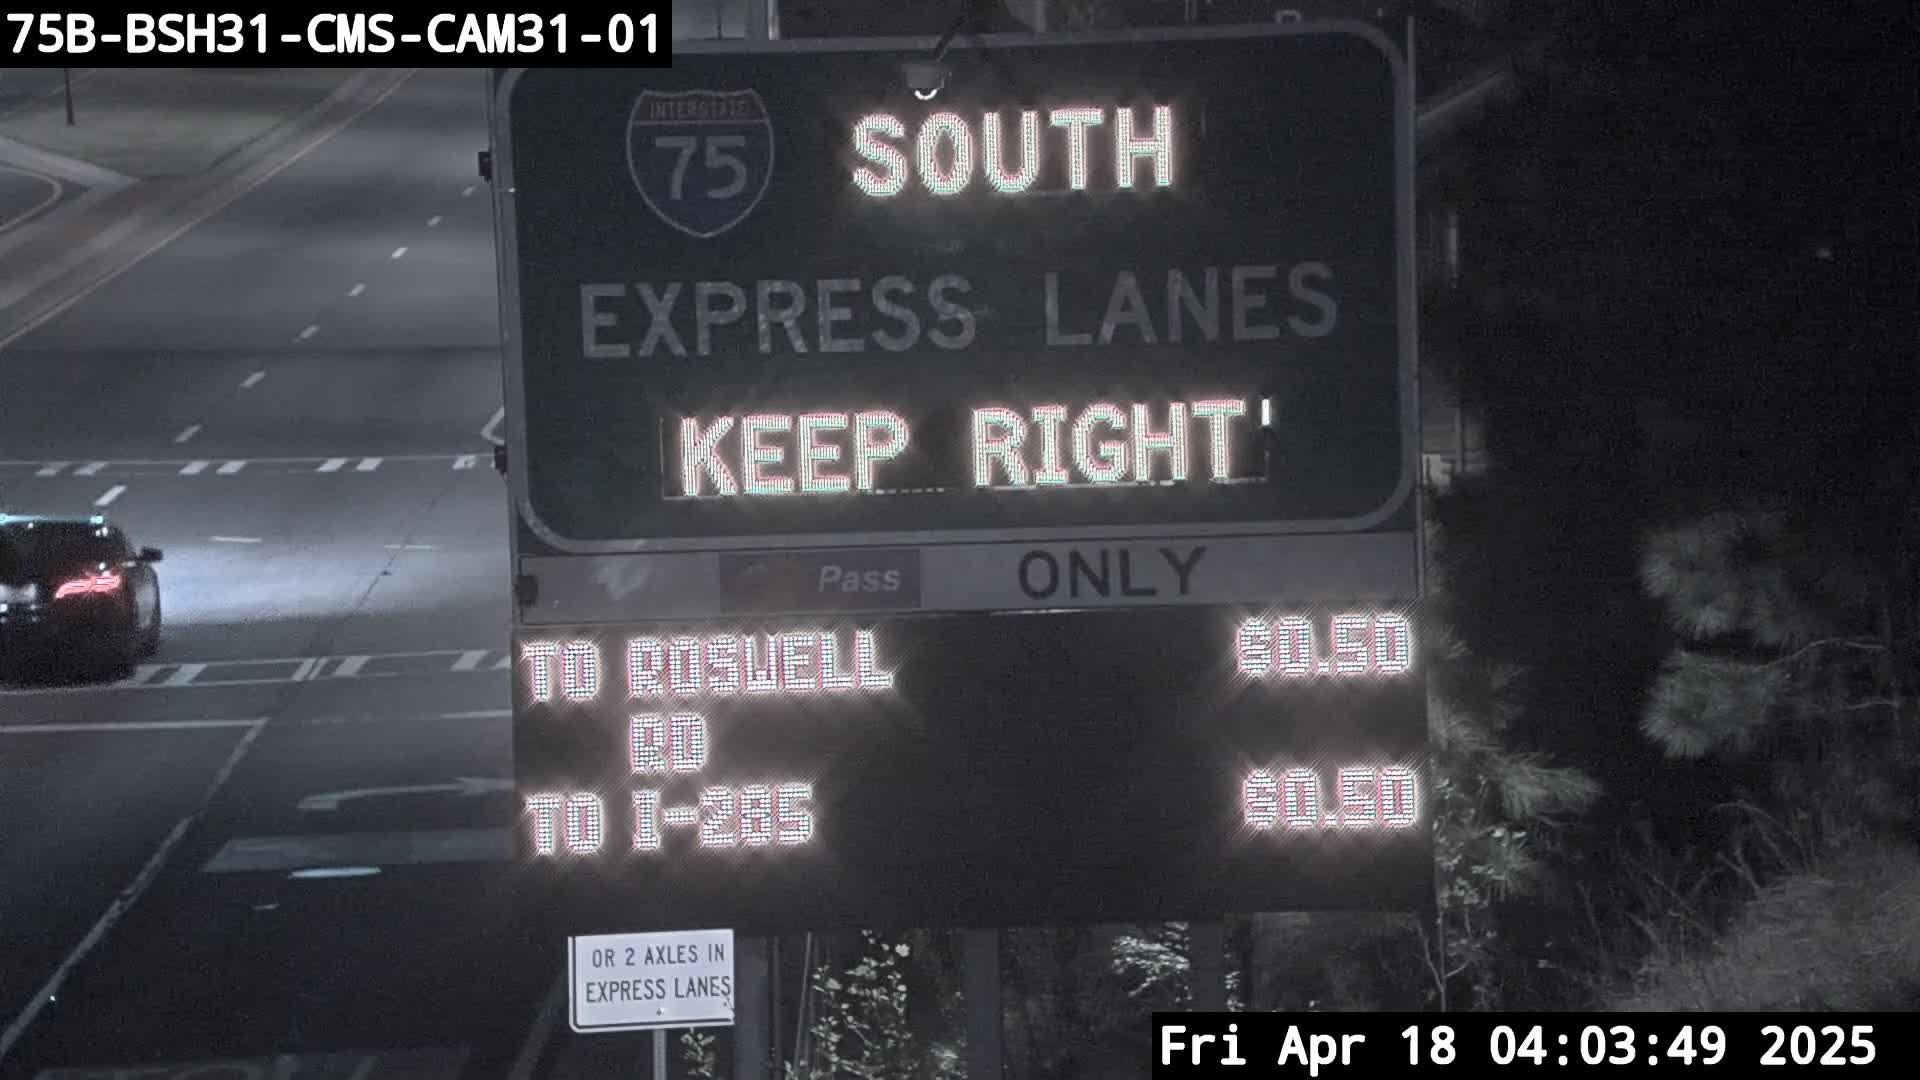 75B-BSH31-CMS-CAM31-01
INTERSTATE
75
SOUTH
EXPRESS LANES
KEEP RIGHT
Pass ONLY
TO ROSWELL $0.50
RD
TO I-285 $0.50
OR 2 AXLES IN
EXPRESS LANES
Fri Apr 18 04:03:49 2025